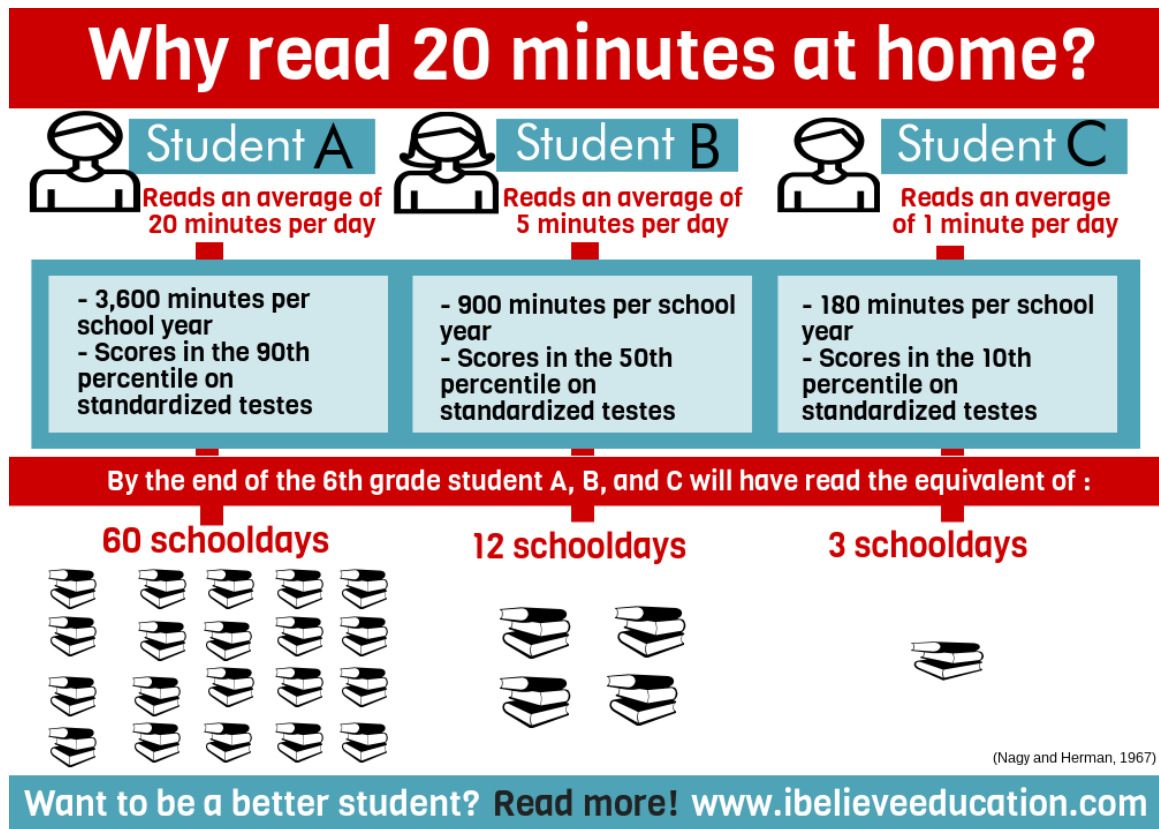 Why read 20 minutes at home?
Student A
Reads an average of
20 minutes per day
Student B
Reads an average of
5 minutes per day
Student C
Reads an average
of 1 minute per day
- 3,600 minutes per
school year
- Scores in the 90th
percentile on
standardized testes
- 900 minutes per school
year
- Scores in the 50th
percentile on
standardized testes
- 180 minutes per school
year
- Scores in the 10th
percentile on
standardized testes
By the end of the 6th grade student A, B, and C will have read the equivalent of :
60 schooldays
12 schooldays
3 schooldays
(Nagy and Herman, 1967)
Want to be a better student? Read more! www.ibelieveeducation.com